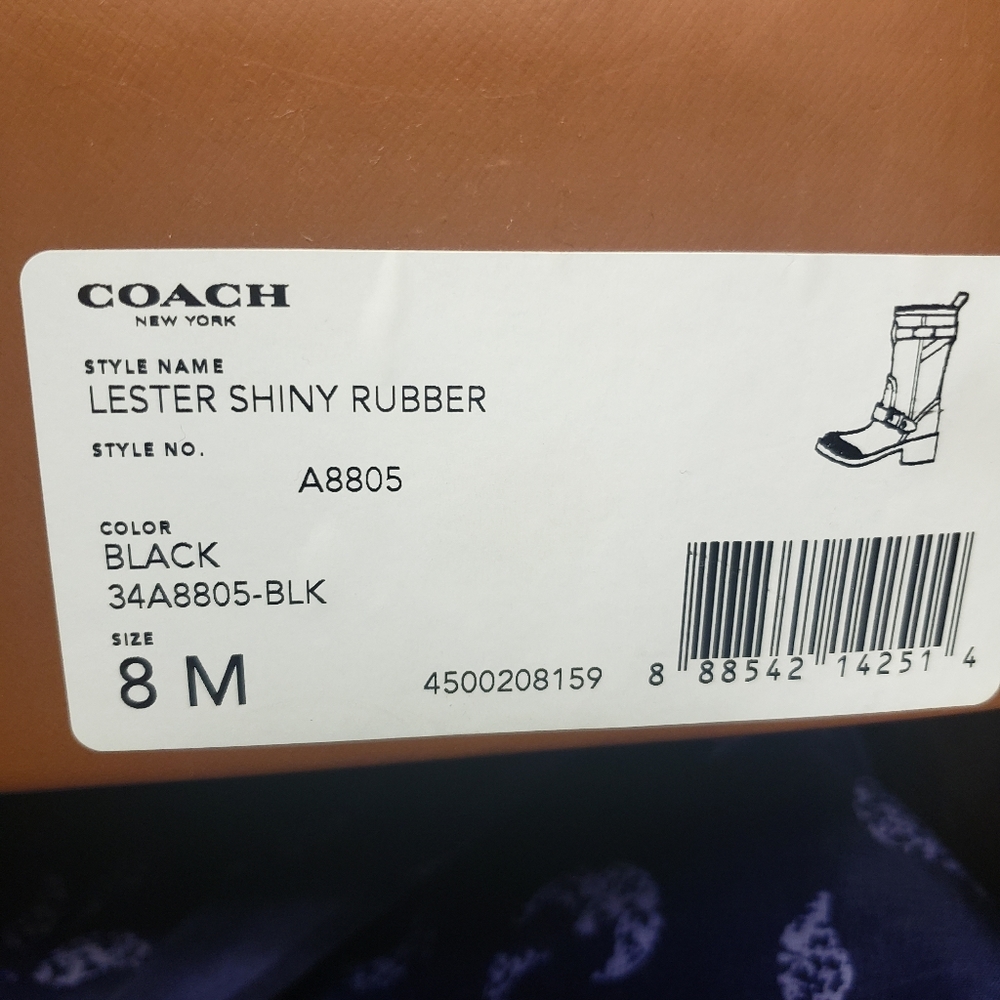 COACH
NEW YORK
STYLE NAME
LESTER SHINY RUBBER
STYLE NO.
A8805
COLOR
BLACK
34A8805-BLK
SIZE
8 M
4500208159
8 88542 14251 4